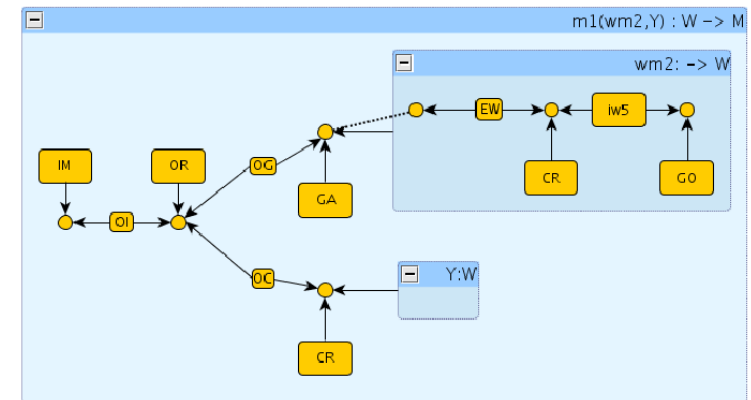 m1(wm2,Y) : W -> M
wm2: -> W
EW
iw5
IM
OR
OG
CR
GO
GA
OI
OC
Y:W
CR